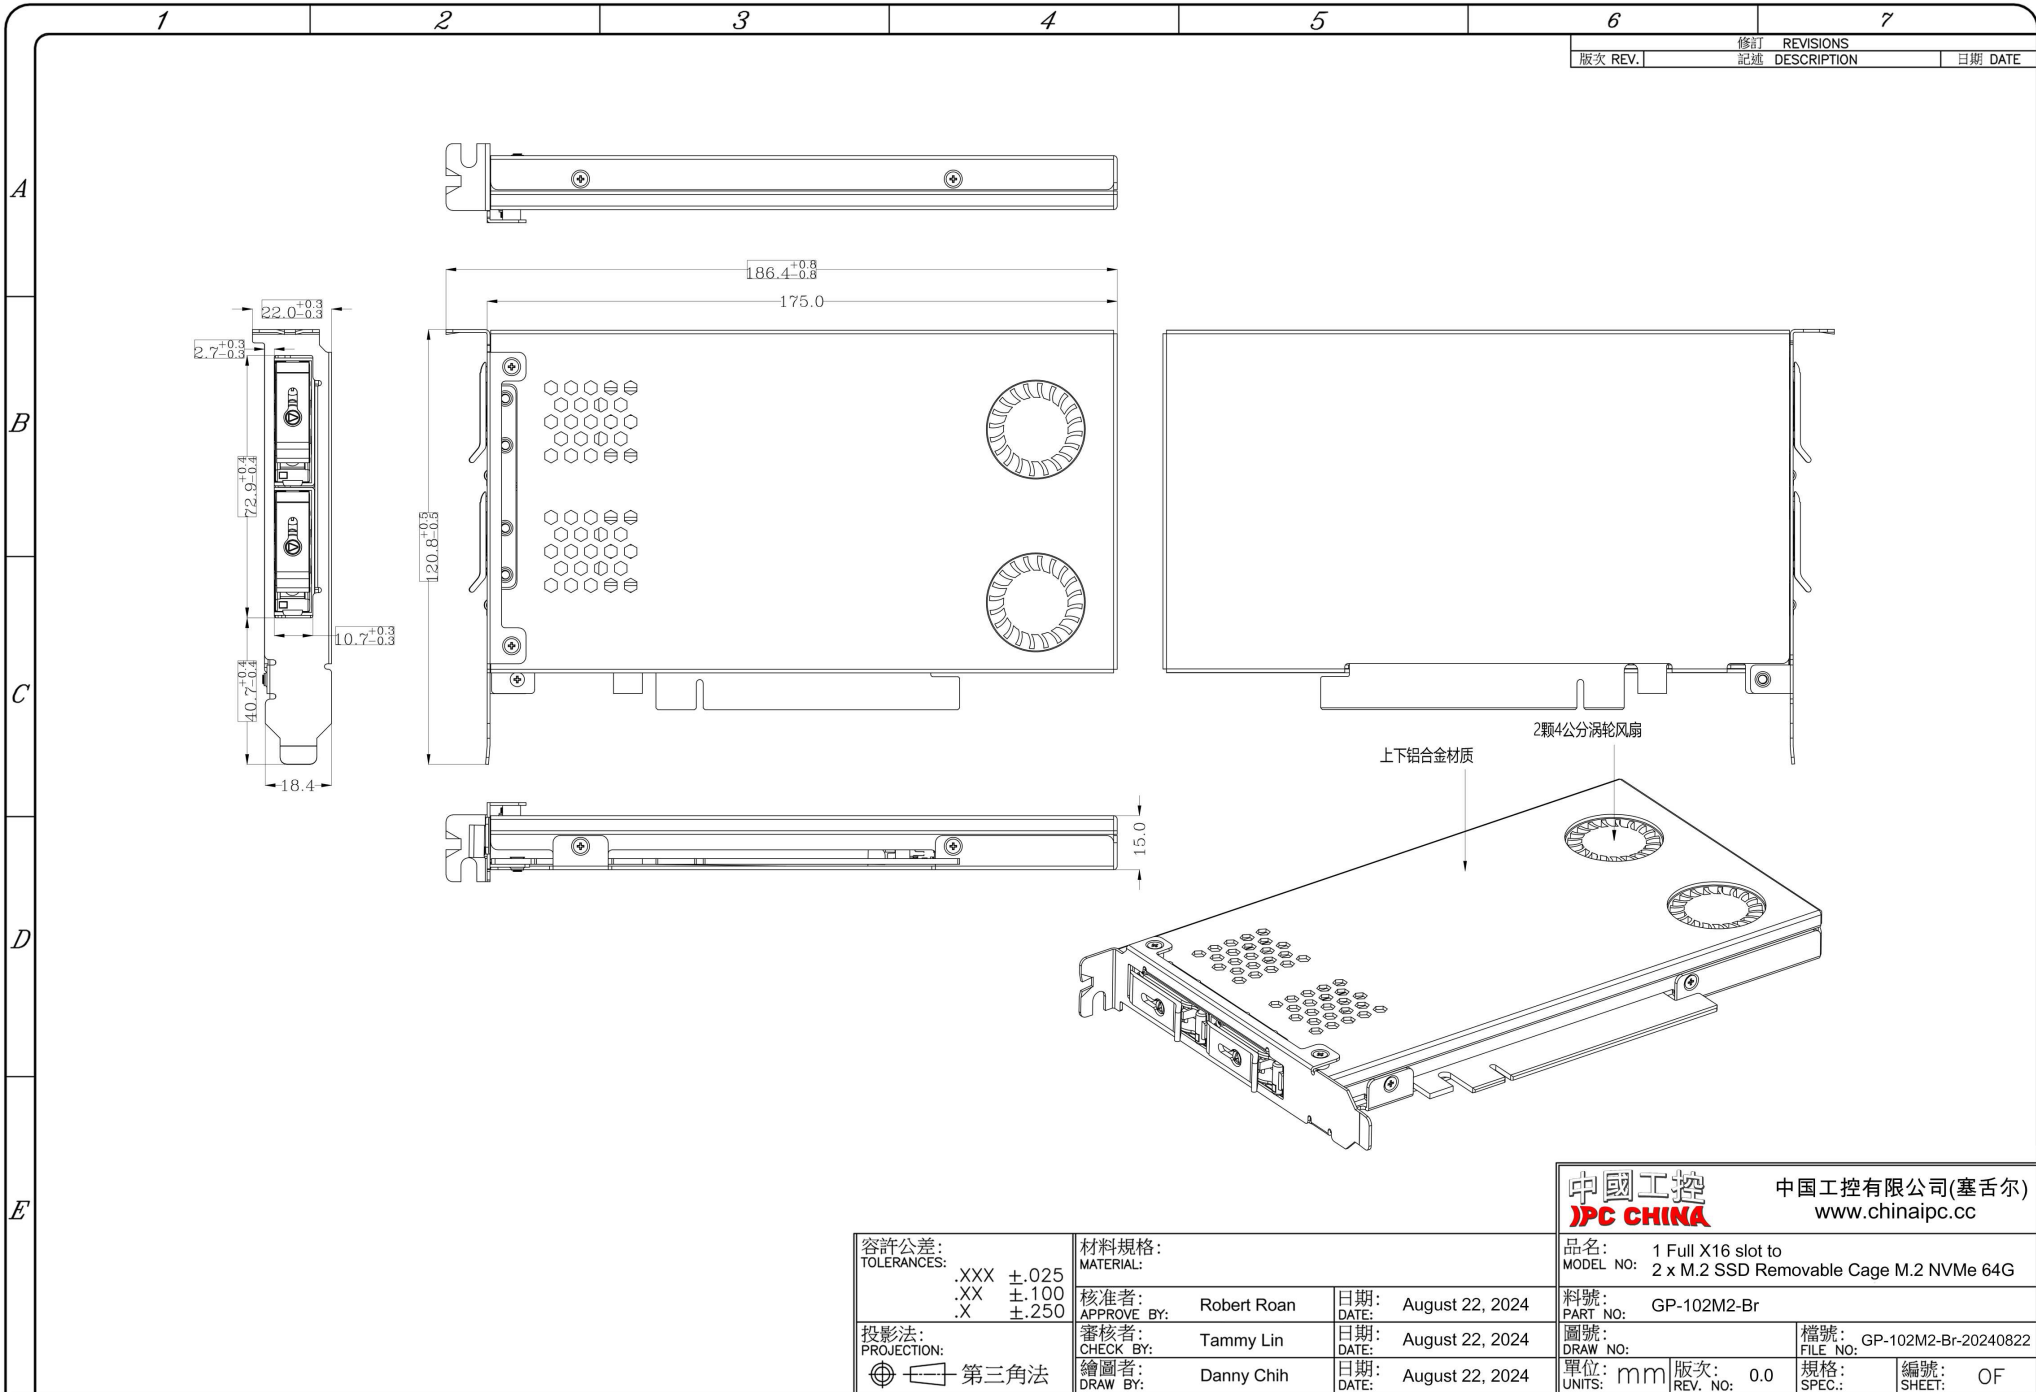 1 2 3 4 5 6 7
修訂 REVISIONS
版次 REV. 記述 DESCRIPTION 日期 DATE
A
B
C
D
E
186.4 +0.8 -0.8
175.0
22.0 +0.3 -0.3
2.7 +0.3 -0.3
72.9 +0.4 -0.4
120.8 +0.5 -0.5
10.7 +0.3 -0.3
40.7 +0.4 -0.4
18.4
15.0
2颗4公分涡轮风扇
上下铝合金材质
中國工控
IPC CHINA
中国工控有限公司(塞舌尔)
www.chinaipc.cc
容許公差:
TOLERANCES:
.XXX ±.025
.XX ±.100
.X ±.250
投影法:
PROJECTION:
第三角法
材料規格:
MATERIAL:
核准者:
APPROVE BY: Robert Roan
日期:
DATE: August 22, 2024
審核者:
CHECK BY: Tammy Lin
日期:
DATE: August 22, 2024
繪圖者:
DRAW BY: Danny Chih
日期:
DATE: August 22, 2024
品名:
MODEL NO:
1 Full X16 slot to
2 x M.2 SSD Removable Cage M.2 NVMe 64G
料號:
PART NO: GP-102M2-Br
圖號:
DRAW NO:
檔號:
FILE NO: GP-102M2-Br-20240822
單位:
UNITS: mm
版次:
REV. NO: 0.0
規格:
SPEC.:
編號:
SHEET: OF